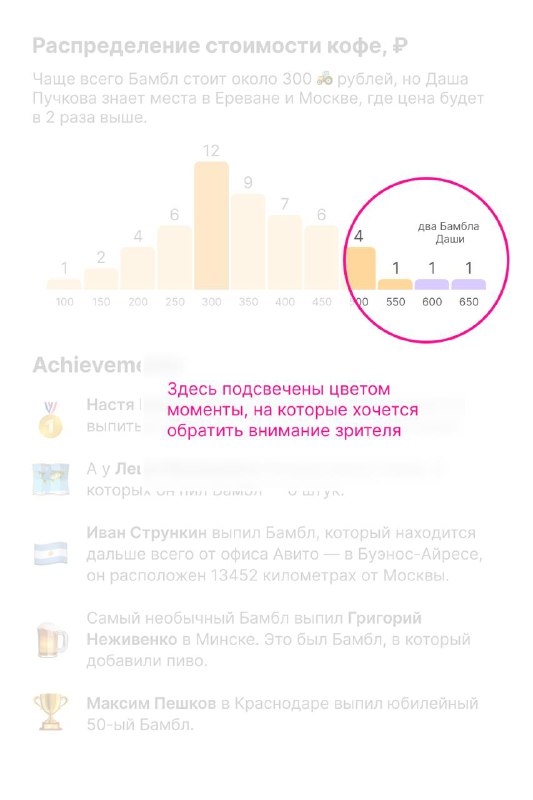 Распределение стоимости кофе, ₽
Чаще всего Бамбл стоит около 300 🚜 рублей, но Даша
Пучкова знает места в Ереване и Москве, где цена будет
в 2 раза выше.
12
9
7
6
6
4
4
2
1
1
1
1
два Бамбла
Даши
100 150 200 250 300 350 400 450 00 550 600 650
Achievem
Здесь подсвечены цветом
моменты, на которые хочется
обратить внимание зрителя
Настя
выпить
А у
которых он пил Бамбл — 6 штук.
Иван Стрункин выпил Бамбл, который находится
дальше всего от офиса Авито — в Буэнос-Айресе,
он расположен 13452 километрах от Москвы.
Самый необычный Бамбл выпил Григорий
Неживенко в Минске. Это был Бамбл, в который
добавили пиво.
Максим Пешков в Краснодаре выпил юбилейный
50-ый Бамбл.